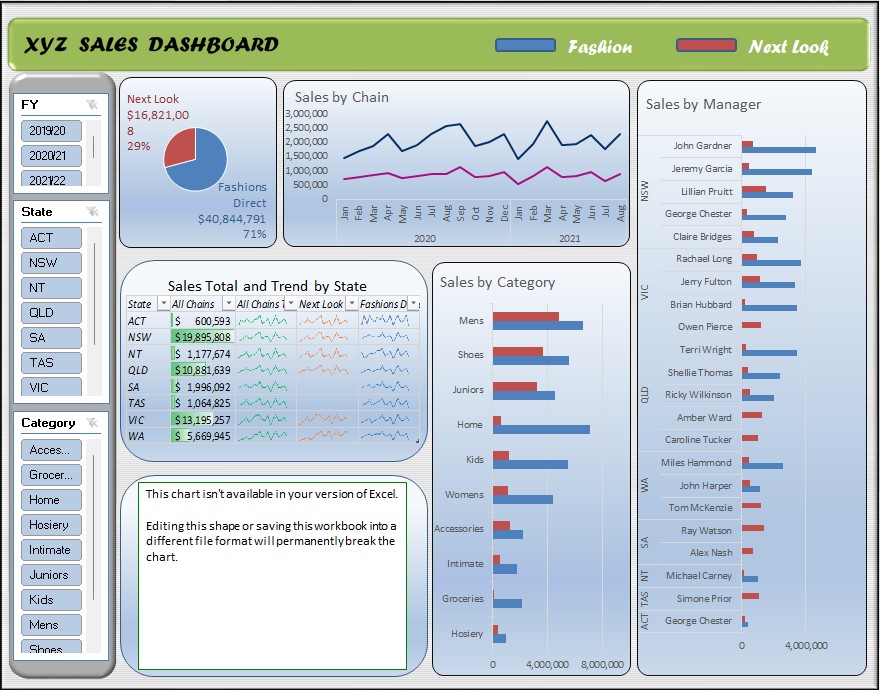 XYZ SALES DASHBOARD
Fashion
Next Look
FY
2019/20
2020/21
2021/22
State
ACT
NSW
NT
QLD
SA
TAS
VIC
Category
Acces...
Grocer...
Home
Hosiery
Intimate
Juniors
Kids
Mens
Shoes
Next Look
$16,821,00
8
29%
Fashions
Direct
$40,844,791
71%
Sales by Chain
3,000,000
2,500,000
2,000,000
1,500,000
1,000,000
500,000
0
Jan Feb Mar Apr May Jun Jul Aug Sep Oct Nov Dec Jan Feb Mar Apr May Jun Jul Aug
2020 2021
Sales Total and Trend by State
State All Chains All Chains T Next Look Fashions D
ACT $ 600,593
NSW $19,895,808
NT $ 1,177,674
QLD $10,881,639
SA $ 1,996,092
TAS $ 1,064,825
VIC $13,195,257
WA $ 5,669,945
This chart isn't available in your version of Excel.
Editing this shape or saving this workbook into a
different file format will permanently break the
chart.
Sales by Category
Mens
Shoes
Juniors
Home
Kids
Womens
Accessories
Intimate
Groceries
Hosiery
0 4,000,000 8,000,000
Sales by Manager
NSW
John Gardner
Jeremy Garcia
Lillian Pruitt
George Chester
Claire Bridges
VIC
Rachael Long
Jerry Fulton
Brian Hubbard
Owen Pierce
QLD
Terri Wright
Shellie Thomas
Ricky Wilkinson
Amber Ward
Caroline Tucker
WA
Miles Hammond
John Harper
Tom McKenzie
SA
Ray Watson
Alex Nash
NT
Michael Carney
TAS
Simone Prior
ACT
George Chester
0 4,000,000